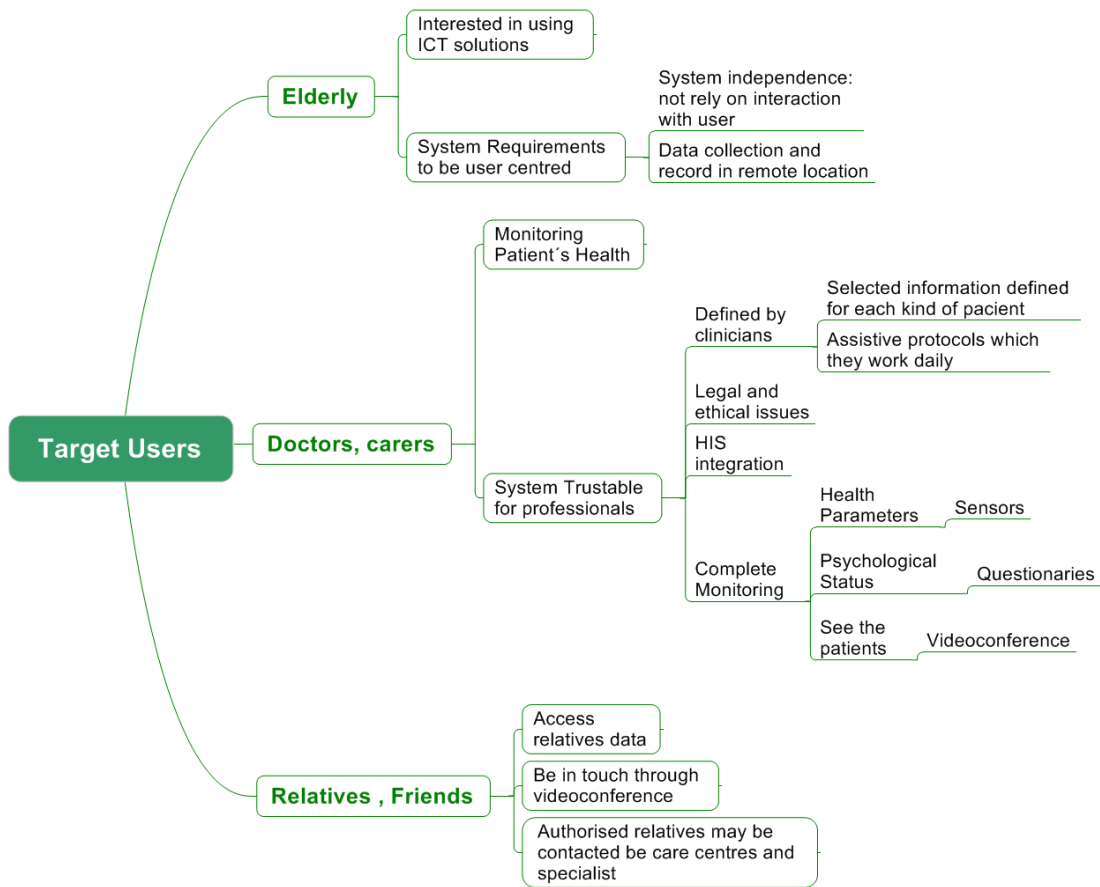 Target Users
Elderly
Interested in using
ICT solutions
System Requirements
to be user centred
System independence:
not rely on interaction
with user
Data collection and
record in remote location
Doctors, carers
Monitoring
Patient´s Health
System Trustable
for professionals
Defined by
clinicians
Selected information defined
for each kind of pacient
Assistive protocols which
they work daily
Legal and
ethical issues
HIS
integration
Complete
Monitoring
Health
Parameters
Sensors
Psychological
Status
Questionaries
See the
patients
Videoconference
Relatives , Friends
Access
relatives data
Be in touch through
videoconference
Authorised relatives may be
contacted be care centres and
specialist